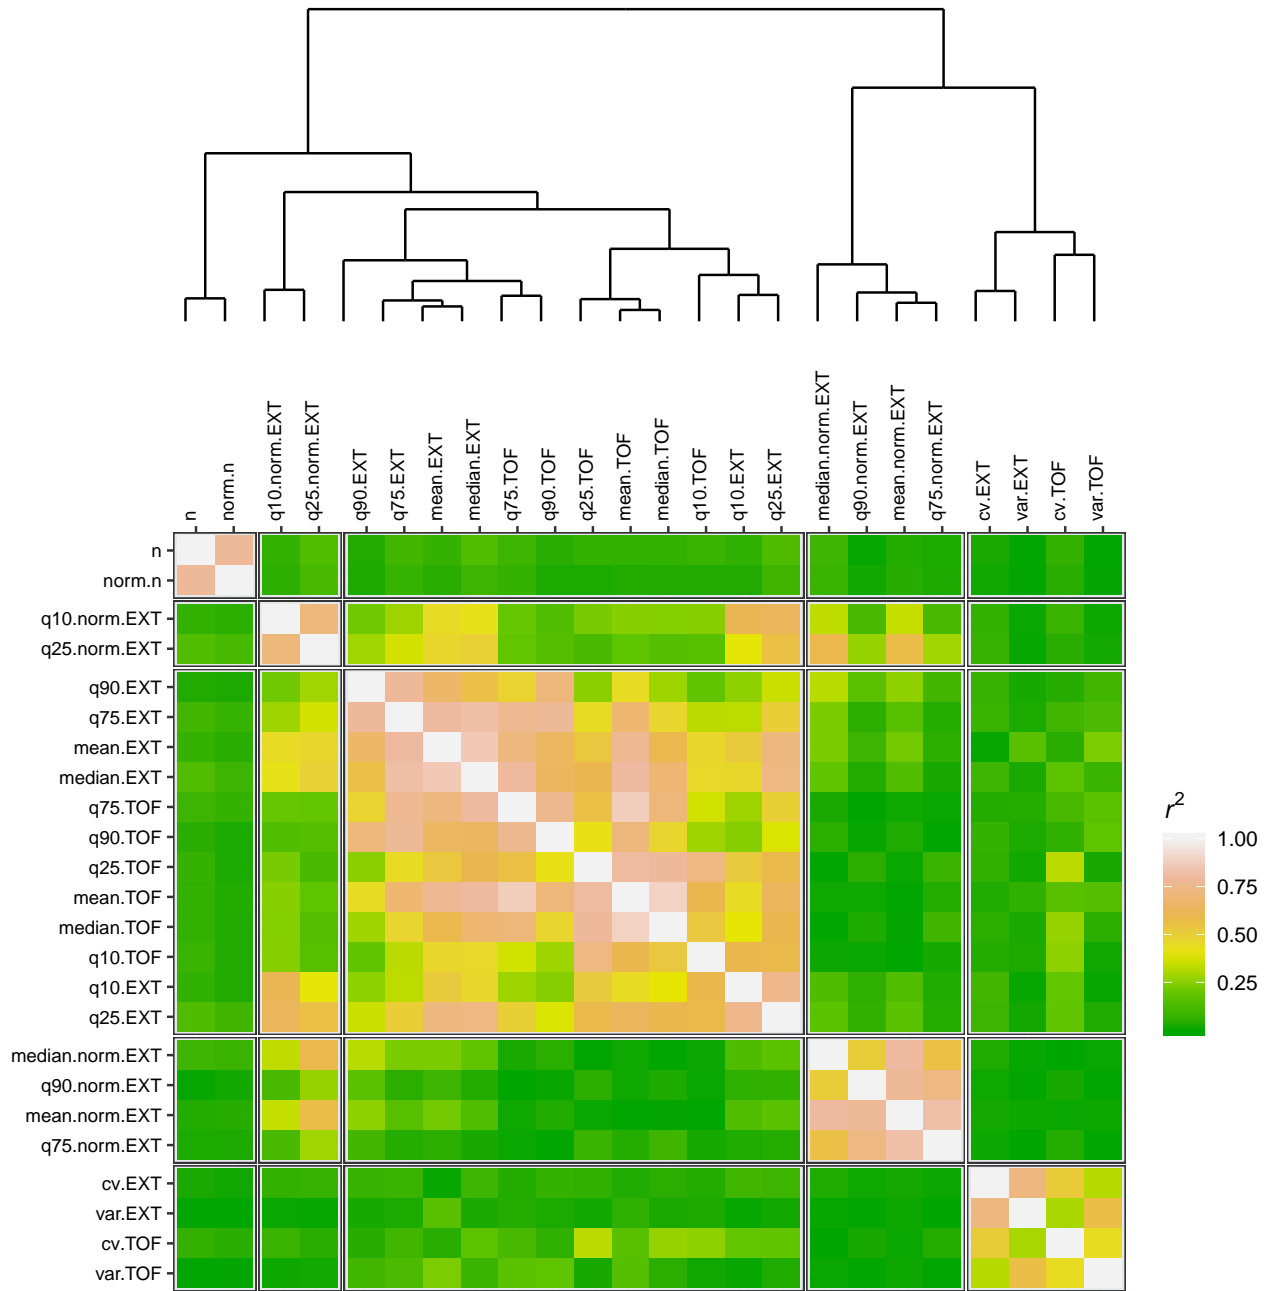 n
norm.n
q10.norm.EXT
q25.norm.EXT
q90.EXT
q75.EXT
mean.EXT
median.EXT
q75.TOF
q90.TOF
q25.TOF
mean.TOF
median.TOF
q10.TOF
q10.EXT
q25.EXT
median.norm.EXT
q90.norm.EXT
mean.norm.EXT
q75.norm.EXT
cv.EXT
var.EXT
cv.TOF
var.TOF
n
norm.n
q10.norm.EXT
q25.norm.EXT
q90.EXT
q75.EXT
mean.EXT
median.EXT
q75.TOF
q90.TOF
q25.TOF
mean.TOF
median.TOF
q10.TOF
q10.EXT
q25.EXT
median.norm.EXT
q90.norm.EXT
mean.norm.EXT
q75.norm.EXT
cv.EXT
var.EXT
cv.TOF
var.TOF
r²
1.00
0.75
0.50
0.25